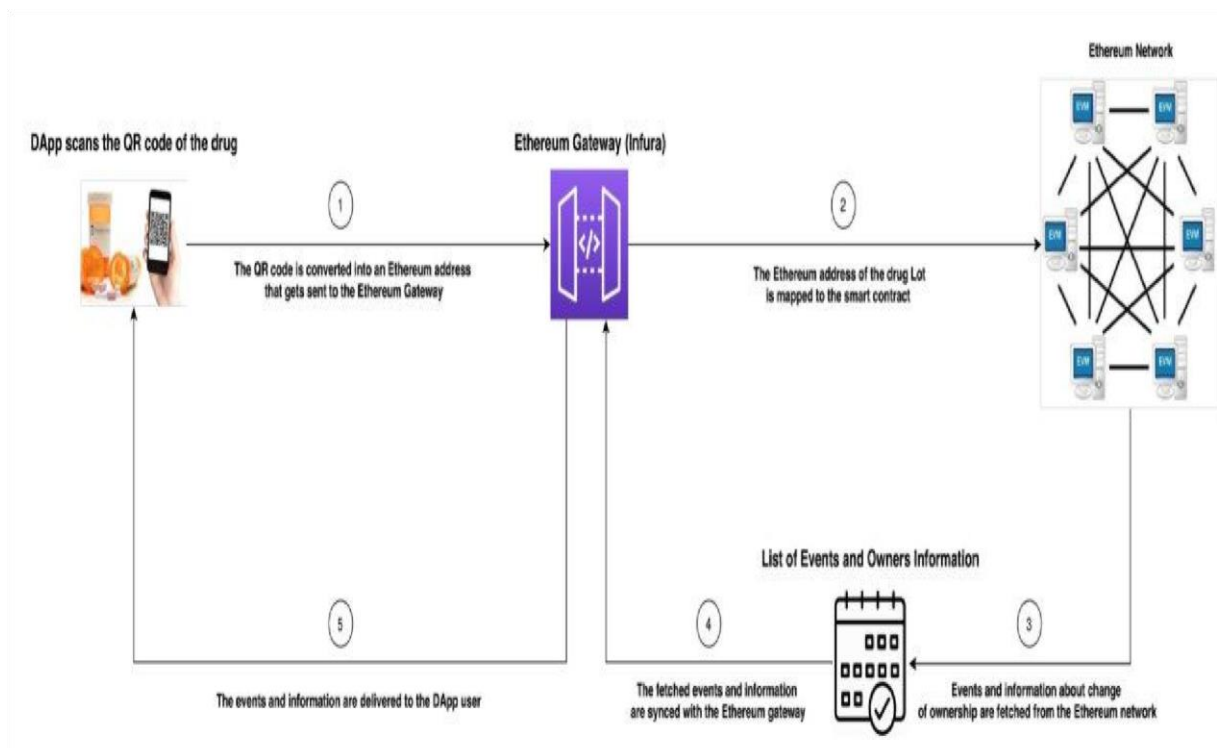 Ethereum Network
DApp scans the QR code of the drug
Ethereum Gateway (Infura)
EVM
EVM
1
2
EVM
EVM
</>
The QR code is converted into an Ethereum address
that gets sent to the Ethereum Gateway
The Ethereum address of the drug Lot
is mapped to the smart contract
EVM
EVM
List of Events and Owners Information
5
4
3
The events and information are delivered to the DApp user
The fetched events and information
are synced with the Ethereum gateway
Events and information about change
of ownership are fetched from the Ethereum network